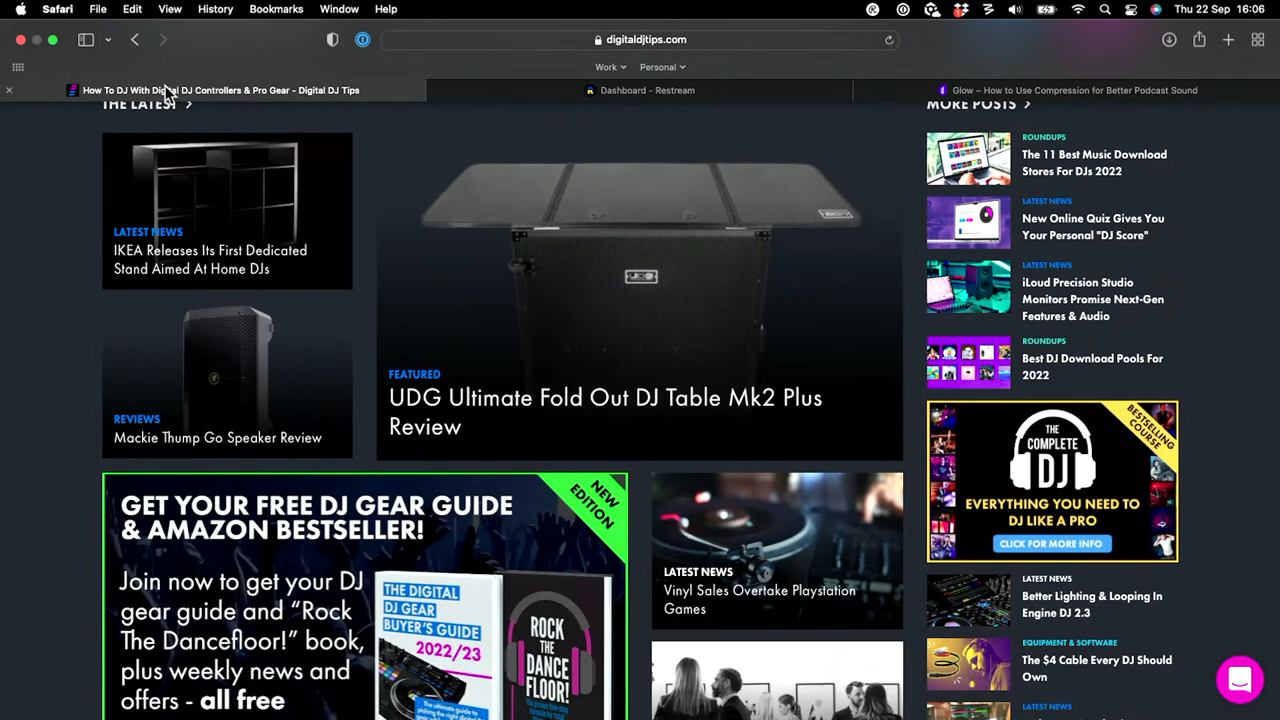 Safari File Edit View History Bookmarks Window Help
Thu 22 Sep 16:06
digitaldjtips.com
Work
Personal
How To DJ With Digital DJ Controllers & Pro Gear - Digital DJ Tips
Dashboard - Restream
Glow – How to Use Compression for Better Podcast Sound
THE LATEST
LATEST NEWS
IKEA Releases Its First Dedicated
Stand Aimed At Home DJs
REVIEWS
Mackie Thump Go Speaker Review
UDG
FEATURED
UDG Ultimate Fold Out DJ Table Mk2 Plus
Review
GET YOUR FREE DJ GEAR GUIDE
& AMAZON BESTSELLER!
NEW
EDITION
Join now to get your DJ
gear guide and “Rock
The Dancefloor!” book,
plus weekly news and
offers - all free
THE DIGITAL
DJ GEAR
BUYER'S GUIDE
2022/23
ROCK
THE
DANCE
FLOOR!
LATEST NEWS
Vinyl Sales Overtake Playstation
Games
MORE POSTS
ROUNDUPS
The 11 Best Music Download
Stores For DJs 2022
LATEST NEWS
New Online Quiz Gives You
Your Personal "DJ Score"
LATEST NEWS
iLoud Precision Studio
Monitors Promise Next-Gen
Features & Audio
ROUNDUPS
Best DJ Download Pools For
2022
BESTSELLING
COURSE
THE
COMPLETE
DJ
EVERYTHING YOU NEED TO
DJ LIKE A PRO
CLICK FOR MORE INFO
LATEST NEWS
Better Lighting & Looping In
Engine DJ 2.3
EQUIPMENT & SOFTWARE
The $4 Cable Every DJ Should
Own
LATEST NEWS